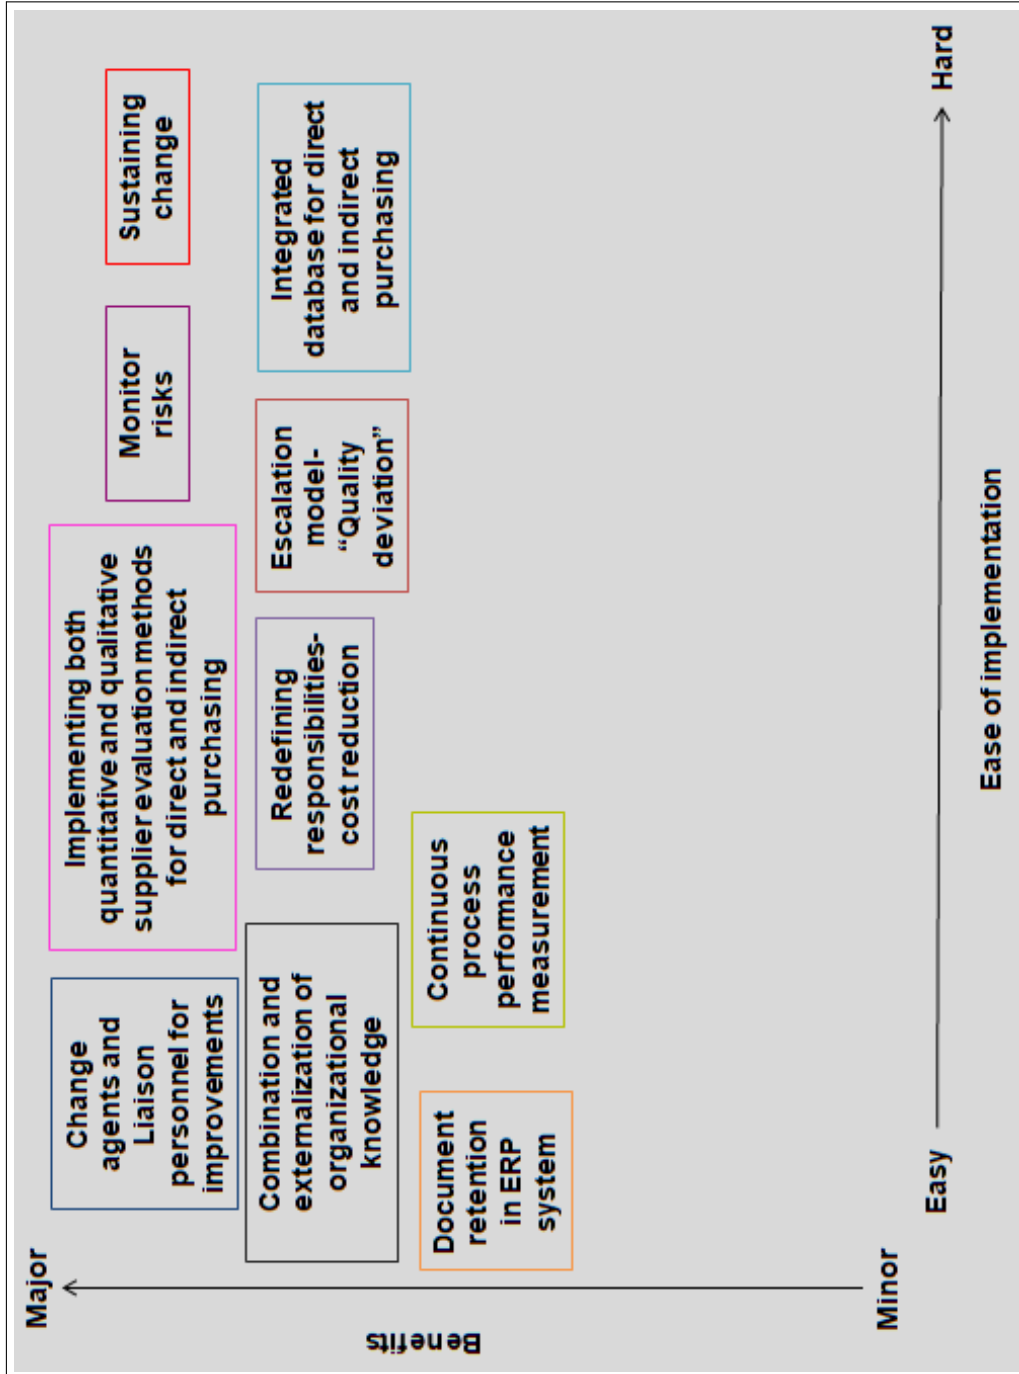 Major
Benefits
Minor
Change
agents and
Liaison
personnel for
improvements
Implementing both
quantitative and qualitative
supplier evaluation methods
for direct and indirect
purchasing
Monitor
risks
Sustaining
change
Combination and
externalization of
organizational
knowledge
Redefining
responsibilities-
cost reduction
Escalation
model-
“Quality
deviation”
Integrated
database for direct
and indirect
purchasing
Document
retention
in ERP
system
Continuous
process
performance
measurement
Easy
Hard
Ease of implementation